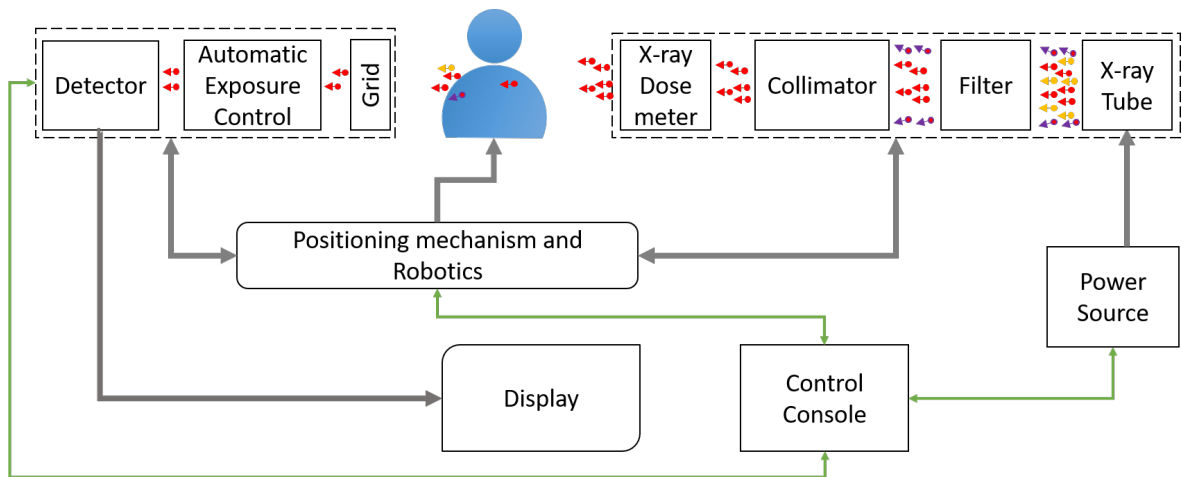 Detector
Automatic
Exposure
Control
Grid
X-ray
Dose
meter
Collimator
Filter
X-ray
Tube
Positioning mechanism and
Robotics
Power
Source
Display
Control
Console